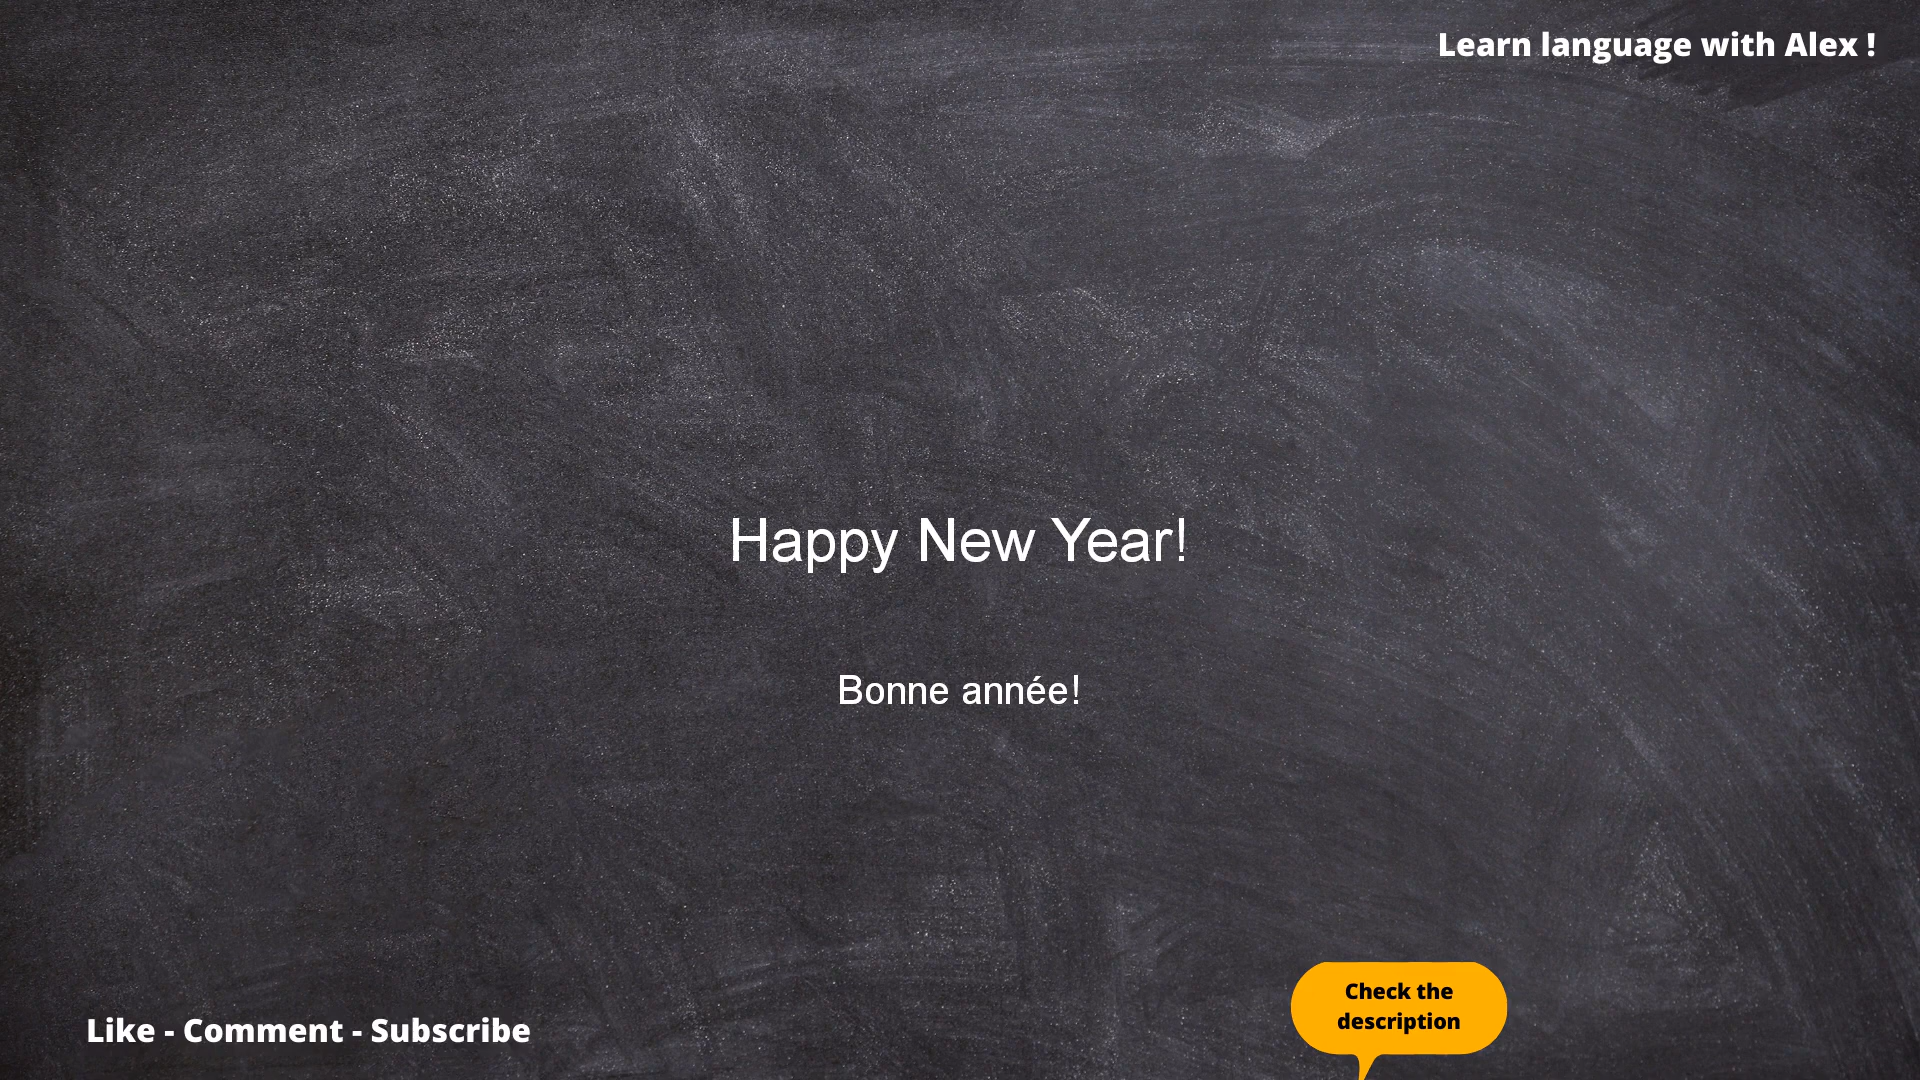 Learn language with Alex !
Happy New Year!
Bonne année!
Check the
description
Like - Comment - Subscribe